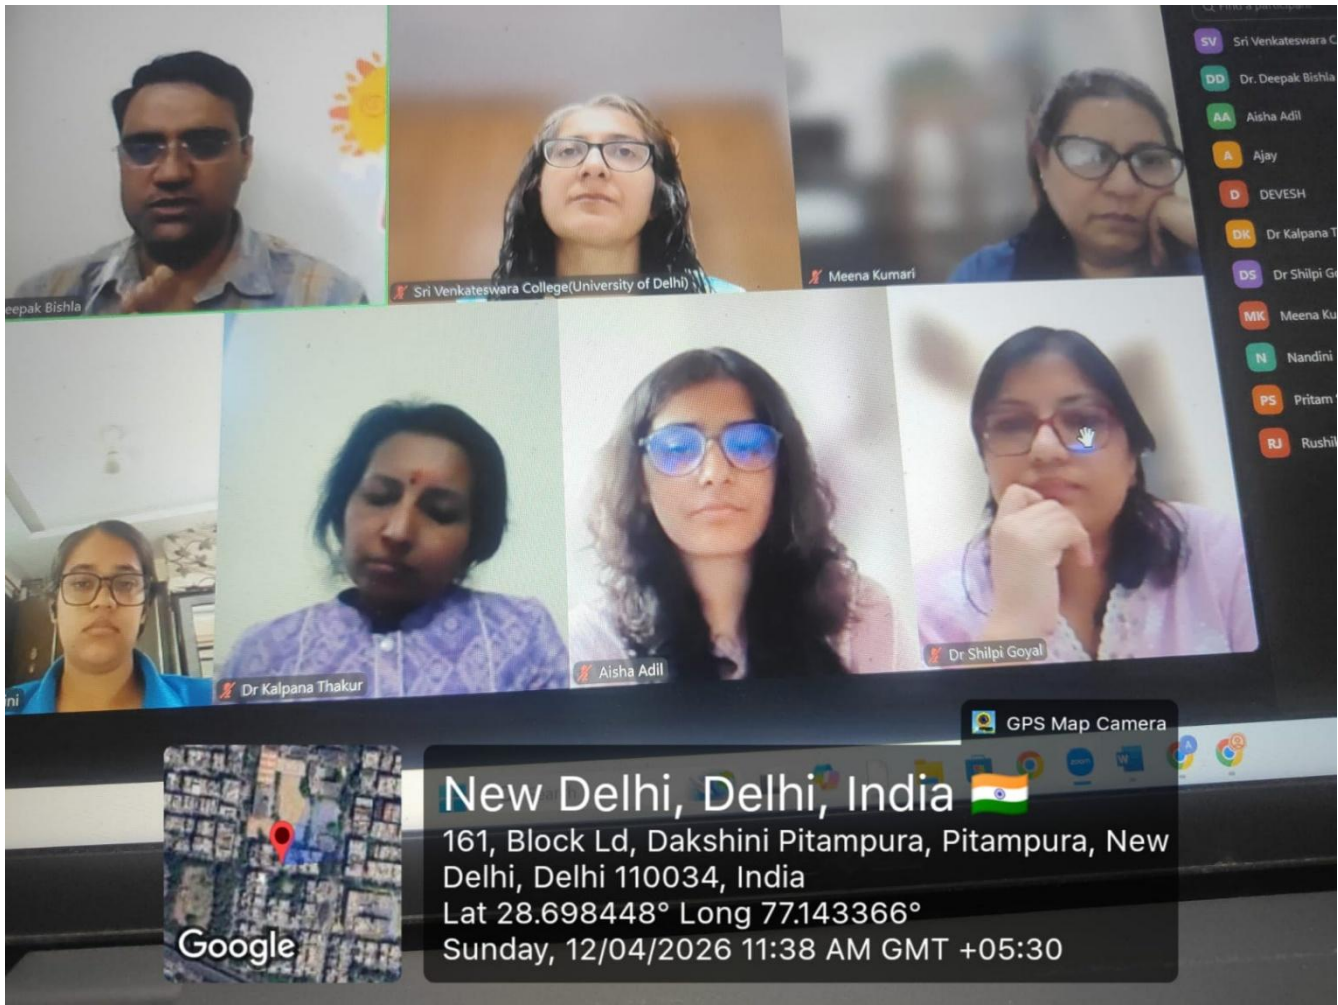 Find a participant
SV Sri Venkateswara C
DD Dr. Deepak Bishla
AA Aisha Adil
A Ajay
D DEVESH
DK Dr Kalpana T
DS Dr Shilpi Go
MK Meena Ku
N Nandini
PS Pritam
RJ Rushil
eepak Bishla
Sri Venkateswara College(University of Delhi)
Meena Kumari
ini
Dr Kalpana Thakur
Aisha Adil
Dr Shilpi Goyal
GPS Map Camera
New Delhi, Delhi, India
161, Block Ld, Dakshini Pitampura, Pitampura, New
Delhi, Delhi 110034, India
Lat 28.698448° Long 77.143366°
Sunday, 12/04/2026 11:38 AM GMT +05:30
Google